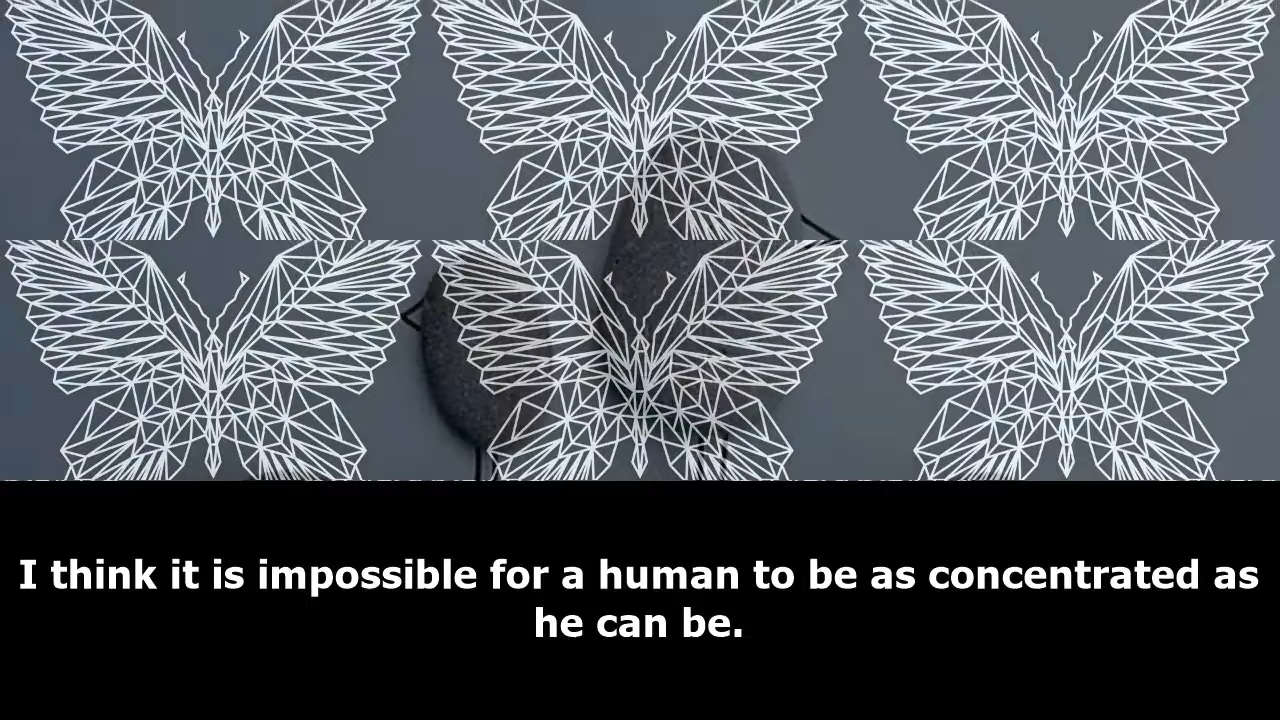 I think it is impossible for a human to be as concentrated as
he can be.